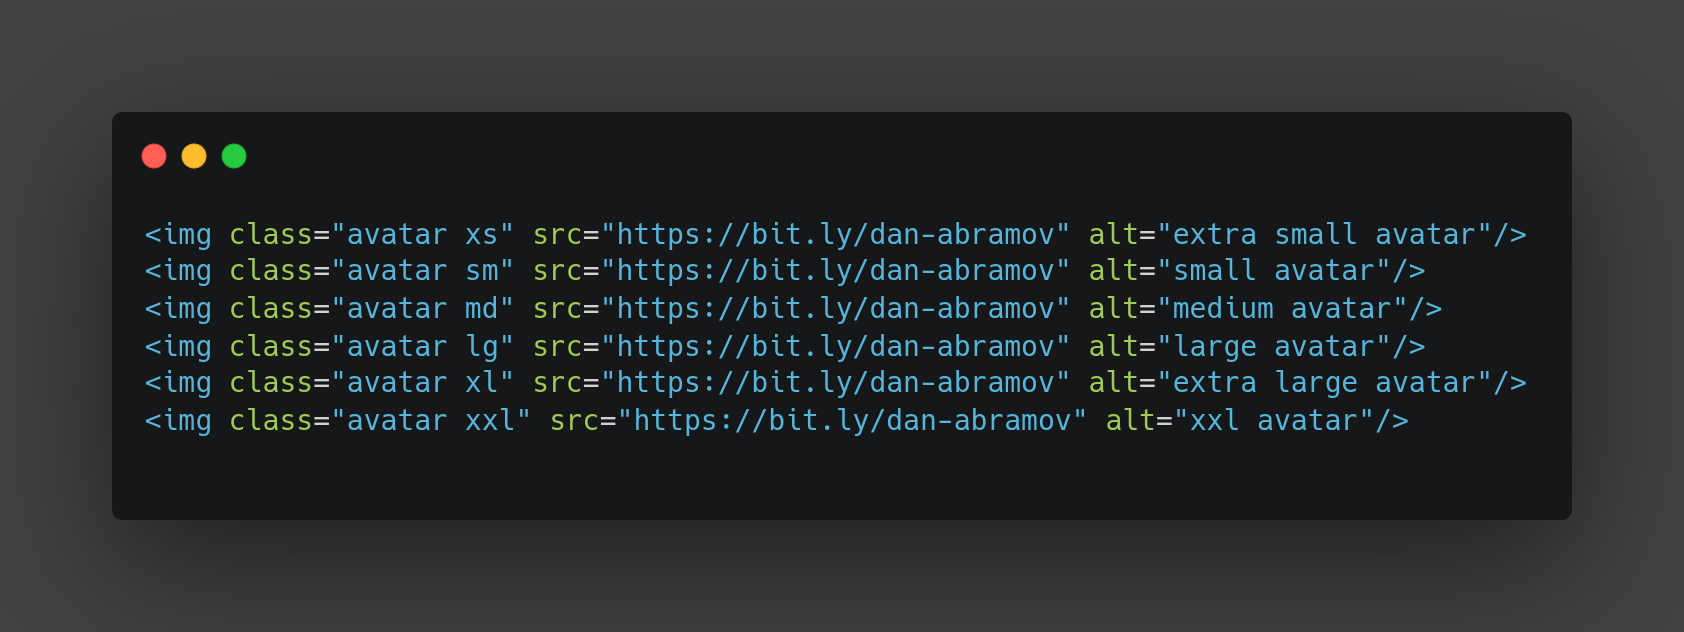 <img class="avatar xs" src="https://bit.ly/dan-abramov" alt="extra small avatar"/>
<img class="avatar sm" src="https://bit.ly/dan-abramov" alt="small avatar"/>
<img class="avatar md" src="https://bit.ly/dan-abramov" alt="medium avatar"/>
<img class="avatar lg" src="https://bit.ly/dan-abramov" alt="large avatar"/>
<img class="avatar xl" src="https://bit.ly/dan-abramov" alt="extra large avatar"/>
<img class="avatar xxl" src="https://bit.ly/dan-abramov" alt="xxl avatar"/>